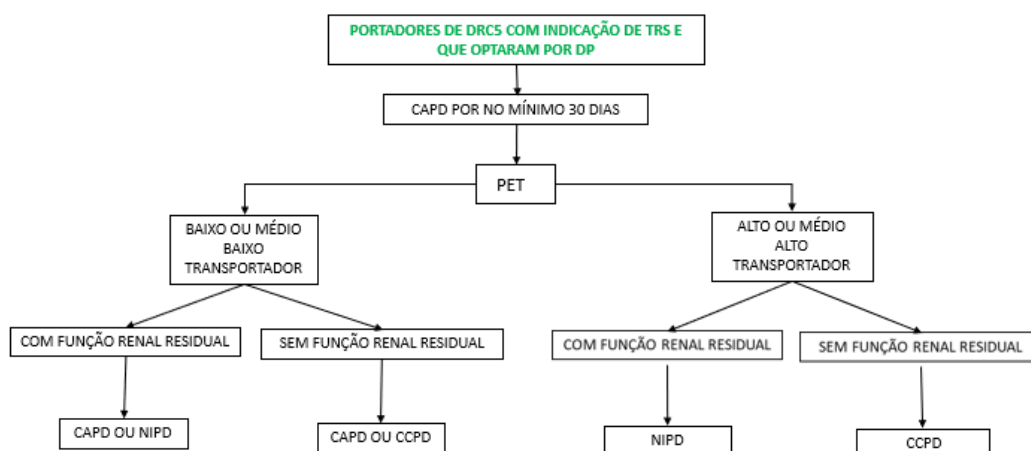 PORTADORES DE DRC5 COM INDICAÇÃO DE TRS E
QUE OPTARAM POR DP
CAPD POR NO MÍNIMO 30 DIAS
PET
BAIXO OU MÉDIO
BAIXO
TRANSPORTADOR
ALTO OU MÉDIO
ALTO
TRANSPORTADOR
COM FUNÇÃO RENAL RESIDUAL
SEM FUNÇÃO RENAL RESIDUAL
COM FUNÇÃO RENAL RESIDUAL
SEM FUNÇÃO RENAL RESIDUAL
CAPD OU NIPD
CAPD OU CCPD
NIPD
CCPD